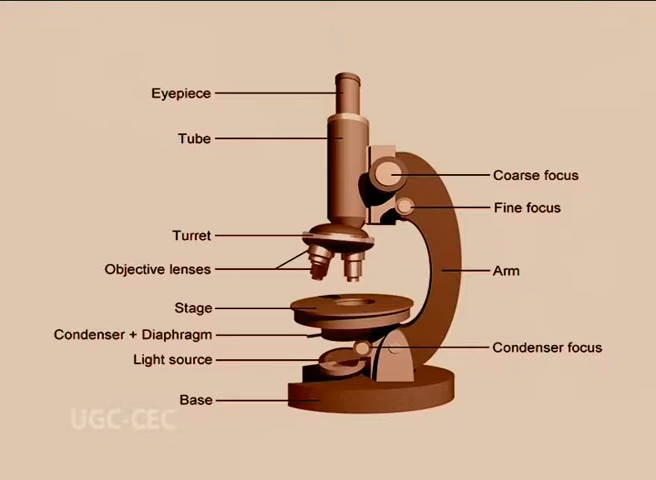 Eyepiece
Tube
Coarse focus
Fine focus
Turret
Objective lenses
Arm
Stage
Condenser + Diaphragm
Condenser focus
Light source
Base
UGC-CEC